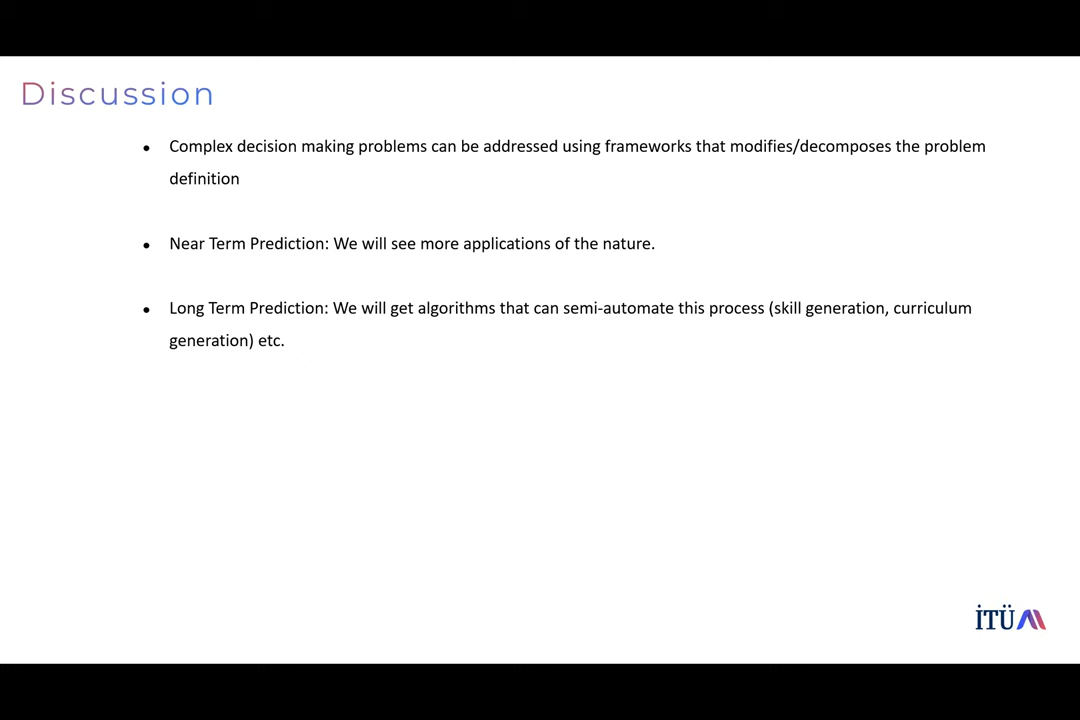 Discussion
• Complex decision making problems can be addressed using frameworks that modifies/decomposes the problem
definition
• Near Term Prediction: We will see more applications of the nature.
• Long Term Prediction: We will get algorithms that can semi-automate this process (skill generation, curriculum
generation) etc.
İTÜ